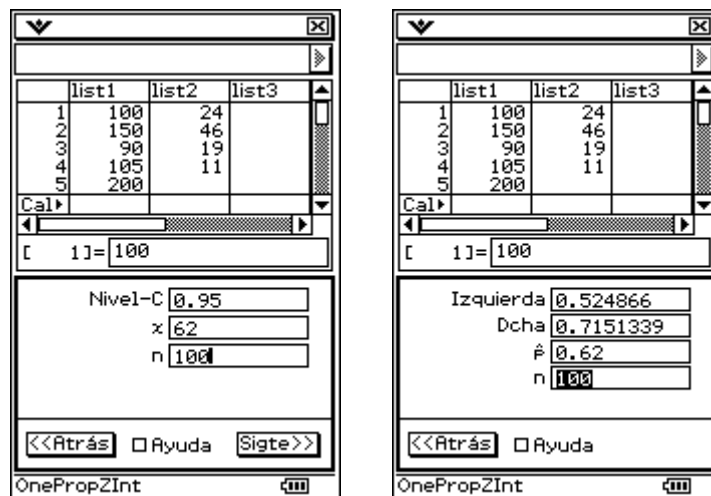 list1 list2 list3
1 100 24
2 150 46
3 90 19
4 105 11
5 200
Cal▶
[ 1]= 100
Nivel-C 0.95
x 62
n 100
<<Atrás Ayuda Sigte>>
OnePropZInt
list1 list2 list3
1 100 24
2 150 46
3 90 19
4 105 11
5 200
Cal▶
[ 1]= 100
Izquierda 0.524866
Dcha 0.7151339
p̂ 0.62
n 100
<<Atrás Ayuda
OnePropZInt